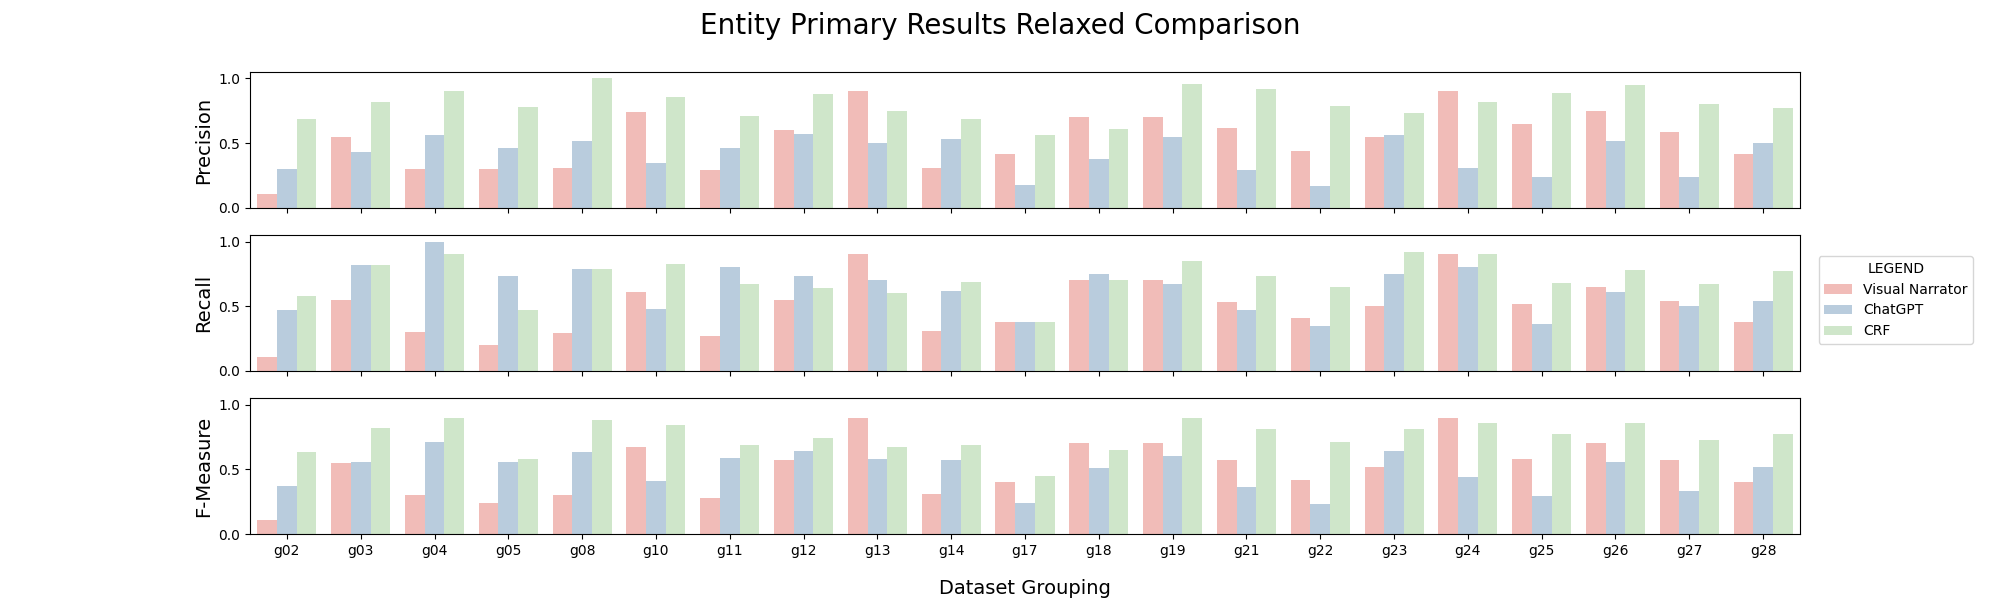 Entity Primary Results Relaxed Comparison
Precision
1.0
0.5
0.0
Recall
1.0
0.5
0.0
LEGEND
Visual Narrator
ChatGPT
CRF
F-Measure
1.0
0.5
0.0
g02 g03 g04 g05 g08 g10 g11 g12 g13 g14 g17 g18 g19 g21 g22 g23 g24 g25 g26 g27 g28
Dataset Grouping